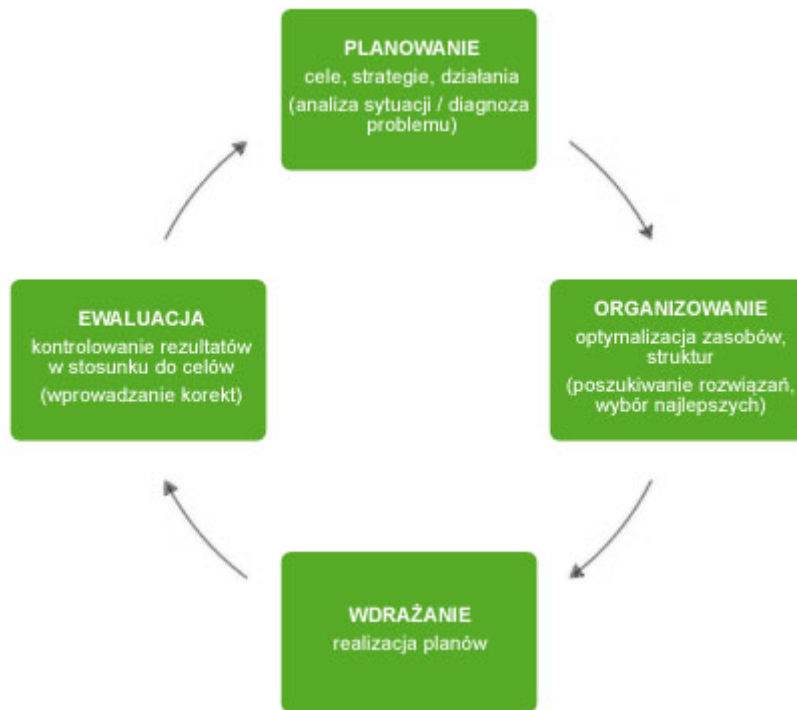 PLANOWANIE
cele, strategie, działania
(analiza sytuacji / diagnoza
problemu)
ORGANIZOWANIE
optymalizacja zasobów,
struktur
(poszukiwanie rozwiązań,
wybór najlepszych)
WDRAŻANIE
realizacja planów
EWALUACJA
kontrolowanie rezultatów
w stosunku do celów
(wprowadzanie korekt)